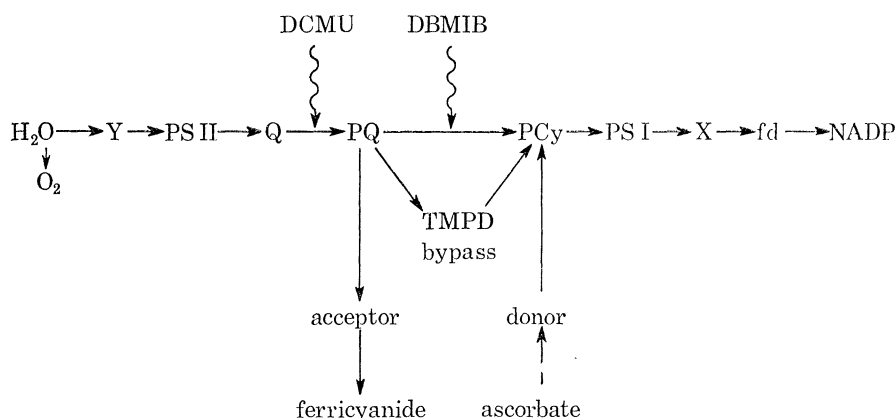 DCMU DBMIB
H₂O Y PS II Q PQ PCy PS I X fd NADP
O₂
TMPD
bypass
acceptor donor
ferricyanide ascorbate